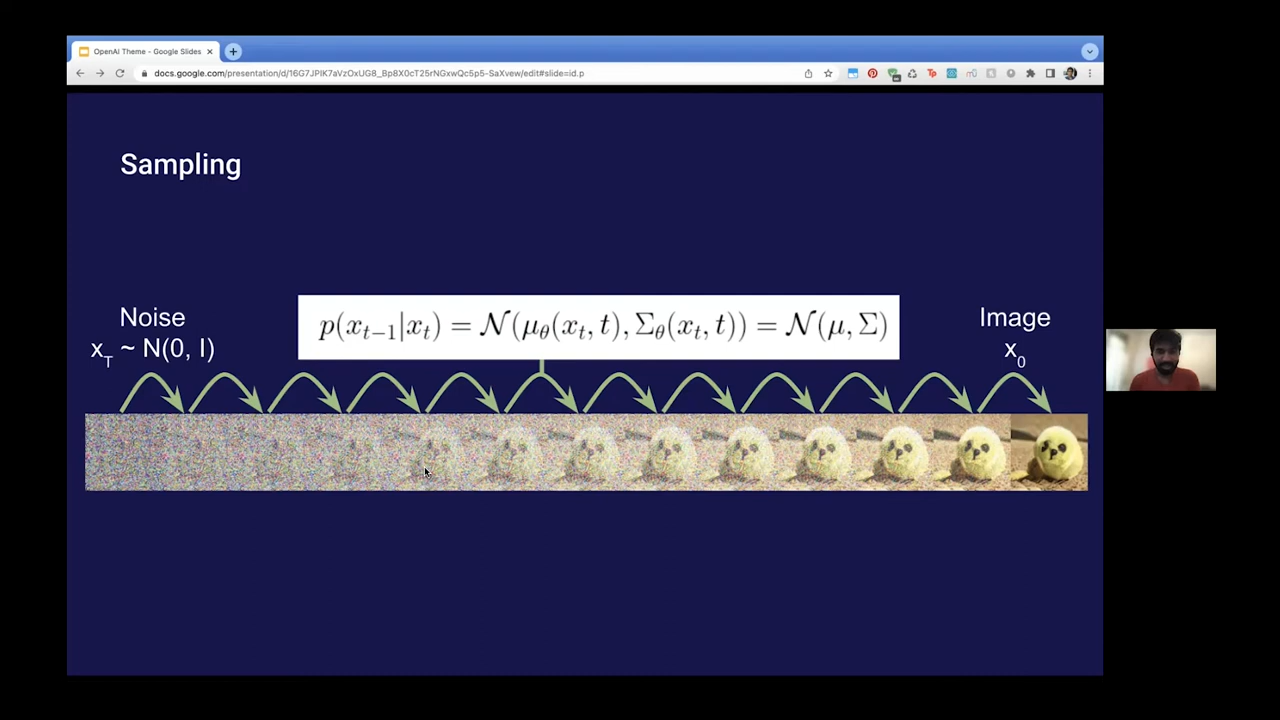 OpenAI Theme - Google Slides
docs.google.com/presentation/d/16G7JPIK7aVzOxUG8_Bp8X0cT25rNGxwQc5p5-SaXvew/edit#slide=id.p
Sampling
Noise
x_T ~ N(0, I)
p(x_{t-1}|x_t) = 𝒩(μ_θ(x_t, t), Σ_θ(x_t, t)) = 𝒩(μ, Σ)
Image
x_0